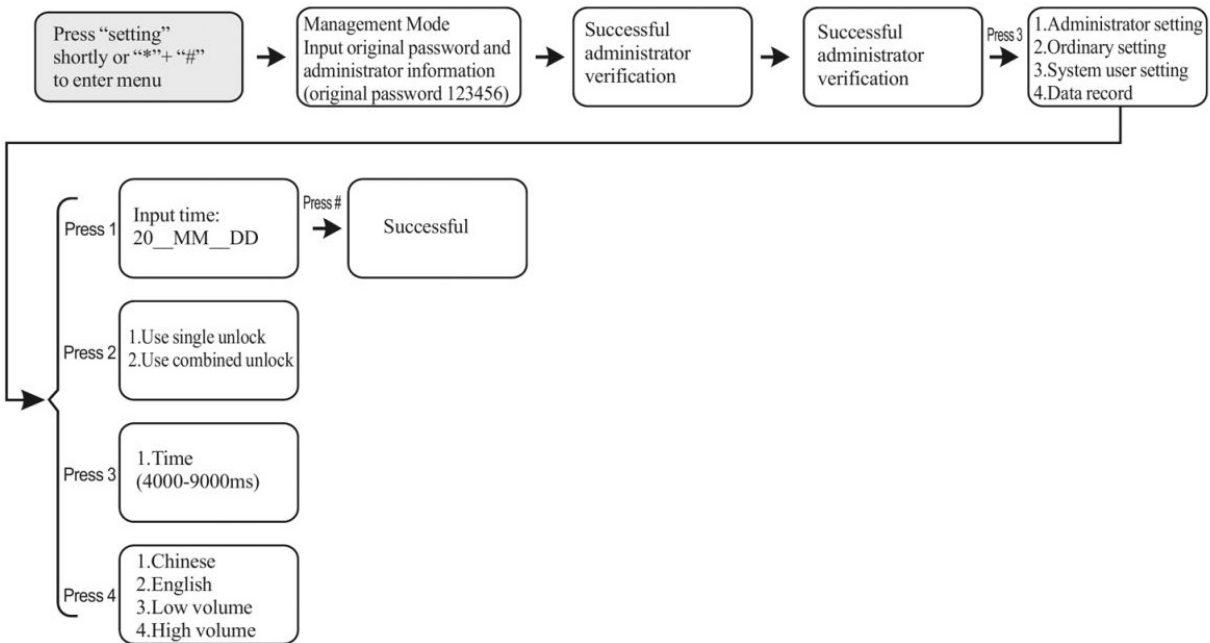 Press “setting”
shortly or “*”+ “#”
to enter menu
Management Mode
Input original password and
administrator information
(original password 123456)
Successful
administrator
verification
Successful
administrator
verification
Press 3
1.Administrator setting
2.Ordinary setting
3.System user setting
4.Data record
Press 1
Input time:
20__MM__DD
Press #
Successful
Press 2
1.Use single unlock
2.Use combined unlock
Press 3
1.Time
(4000-9000ms)
Press 4
1.Chinese
2.English
3.Low volume
4.High volume